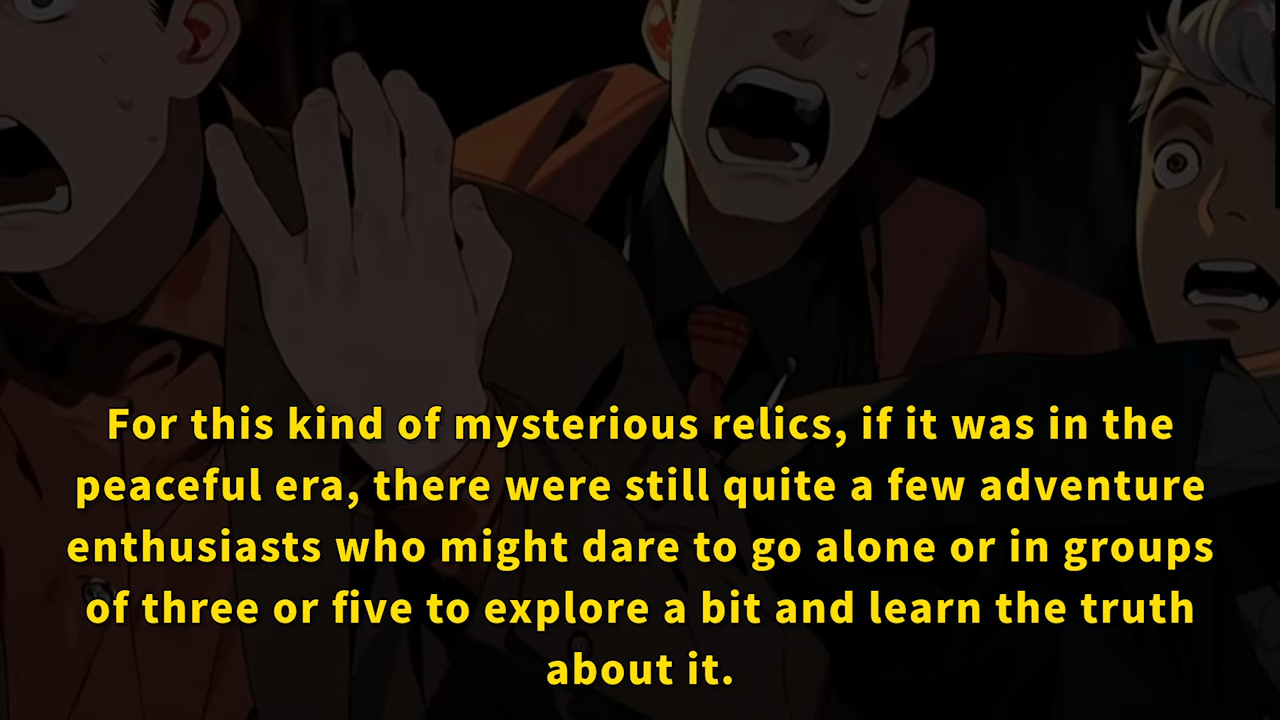 For this kind of mysterious relics, if it was in the
peaceful era, there were still quite a few adventure
enthusiasts who might dare to go alone or in groups
of three or five to explore a bit and learn the truth
about it.